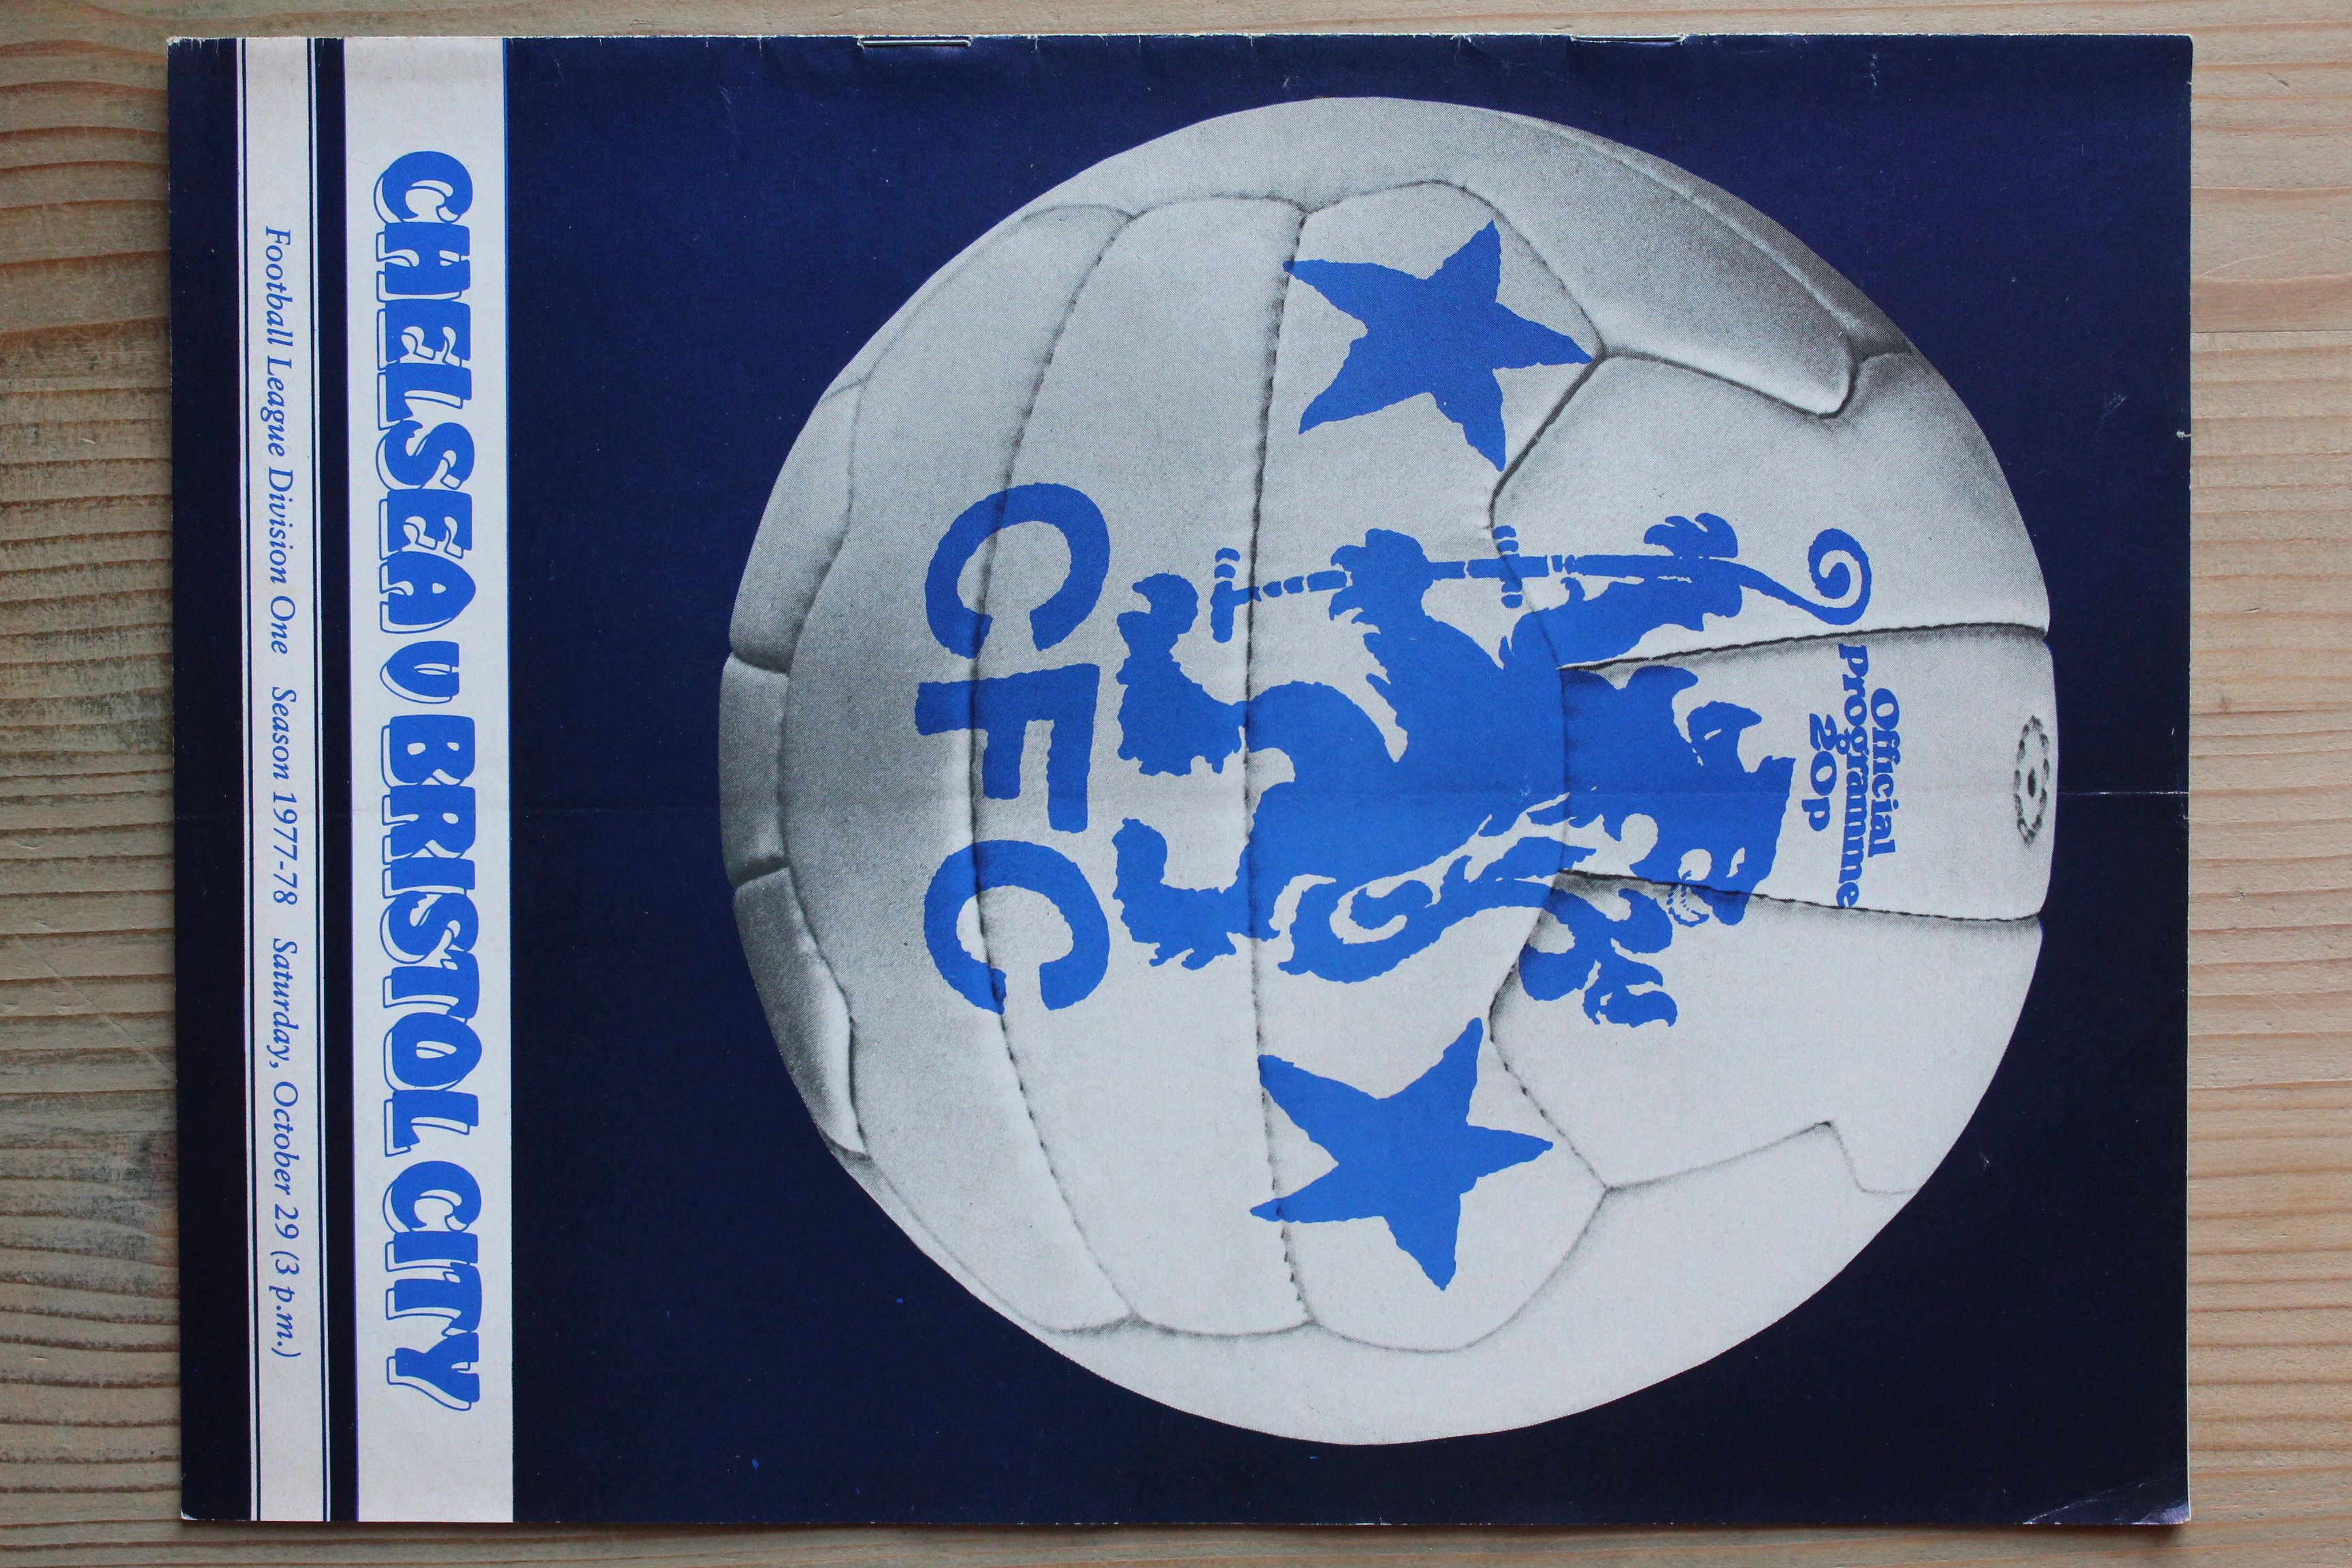 Official
Programme
20p
CFC
CHELSEA V BRISTOL CITY
Football League Division One Season 1977-78 Saturday, October 29 (3 p.m.)